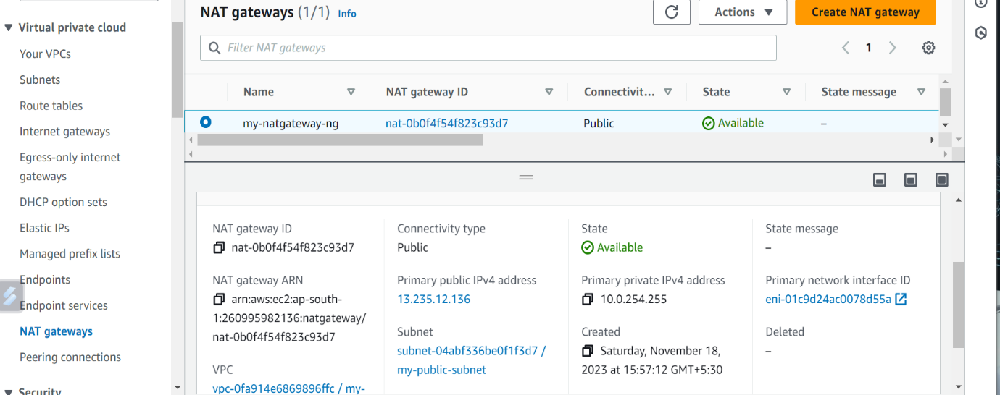 NAT gateways (1/1) Info
Actions
Create NAT gateway
Filter NAT gateways
1
Virtual private cloud
Your VPCs
Subnets
Route tables
Internet gateways
Egress-only internet
gateways
DHCP option sets
Elastic IPs
Managed prefix lists
Endpoints
Endpoint services
NAT gateways
Peering connections
Security
Name
NAT gateway ID
Connectivit...
State
State message
my-natgateway-ng
nat-0b0f4f54f823c93d7
Public
Available
–
NAT gateway ID
nat-0b0f4f54f823c93d7
Connectivity type
Public
State
Available
State message
–
NAT gateway ARN
arn:aws:ec2:ap-south-
1:260995982136:natgateway/
nat-0b0f4f54f823c93d7
Primary public IPv4 address
13.235.12.136
Primary private IPv4 address
10.0.254.255
Primary network interface ID
eni-01c9d24ac0078d55a
VPC
vpc-0fa914e6869896ffc / my-
Subnet
subnet-04abf336be0f1f3d7 /
my-public-subnet
Created
Saturday, November 18,
2023 at 15:57:12 GMT+5:30
Deleted
–